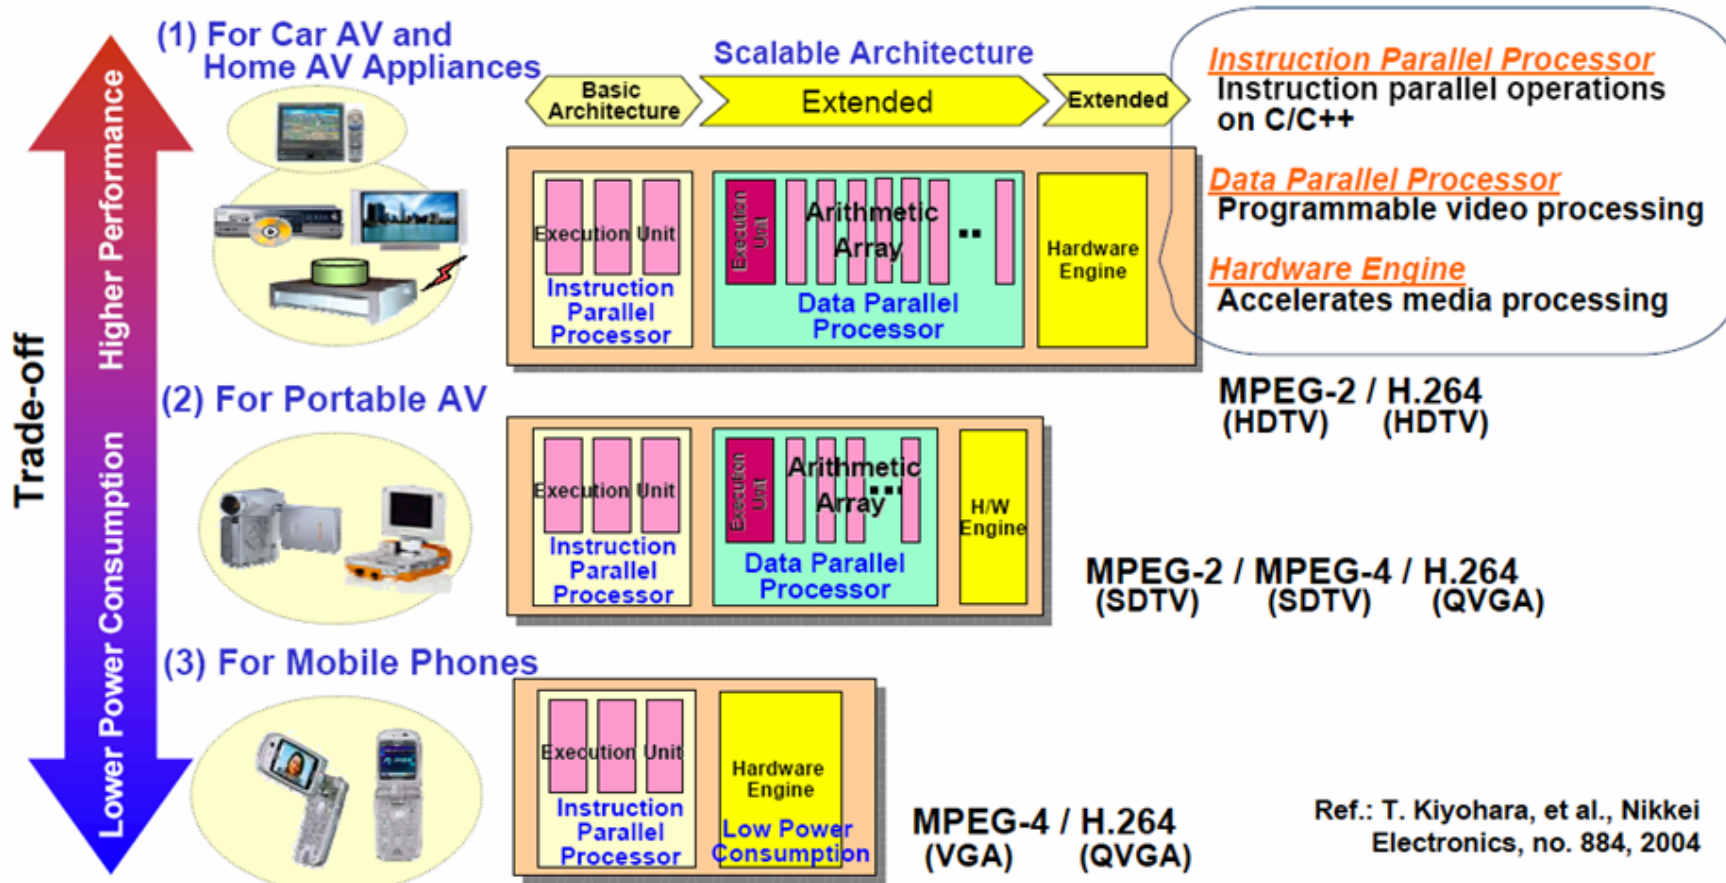 Trade-off
Higher Performance
Lower Power Consumption
(1) For Car AV and
Home AV Appliances
Scalable Architecture
Basic
Architecture
Extended
Extended
Execution Unit
Instruction
Parallel
Processor
Execution
Unit
Arithmetic
Array
Data Parallel
Processor
Hardware
Engine
Instruction Parallel Processor
Instruction parallel operations
on C/C++
Data Parallel Processor
Programmable video processing
Hardware Engine
Accelerates media processing
MPEG-2 / H.264
(HDTV) (HDTV)
(2) For Portable AV
Execution Unit
Instruction
Parallel
Processor
Execution
Unit
Arithmetic
Array
Data Parallel
Processor
H/W
Engine
MPEG-2 / MPEG-4 / H.264
(SDTV) (SDTV) (QVGA)
(3) For Mobile Phones
Execution Unit
Instruction
Parallel
Processor
Hardware
Engine
Low Power
Consumption
MPEG-4 / H.264
(VGA) (QVGA)
Ref.: T. Kiyohara, et al., Nikkei
Electronics, no. 884, 2004